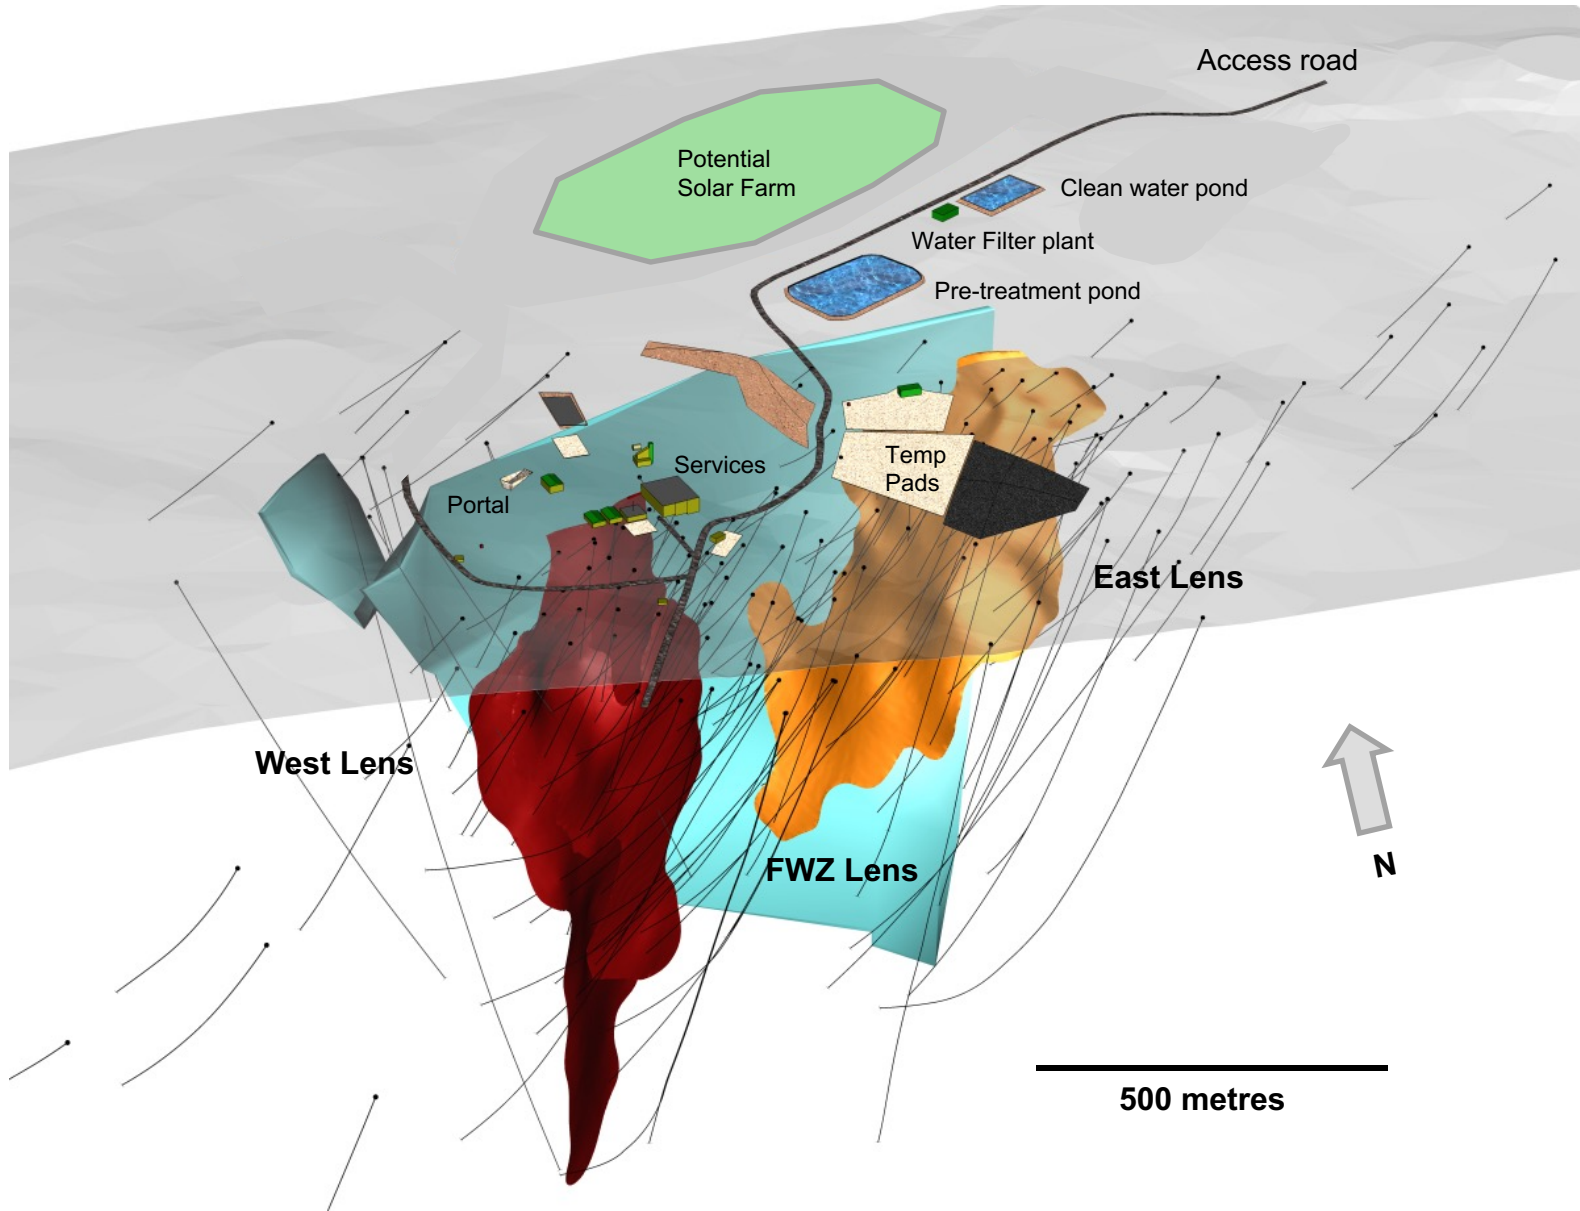 Access road
Potential
Solar Farm
Clean water pond
Water Filter plant
Pre-treatment pond
Services
Temp
Pads
Portal
East Lens
West Lens
FWZ Lens
N
500 metres